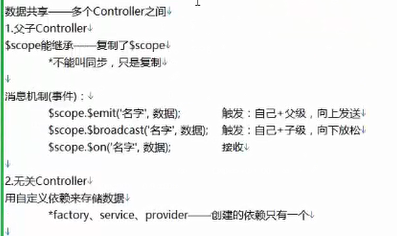 数据共享——多个Controller之间
1.父子Controller
$scope能继承——复制了$scope
*不能叫同步，只是复制
消息机制(事件)：
$scope.$emit('名字', 数据); 触发：自己+父级，向上发送
$scope.$broadcast('名字', 数据); 触发：自己+子级，向下放松
$scope.$on('名字', 数据); 接收
2.无关Controller
用自定义依赖来存储数据
*factory、service、provider——创建的依赖只有一个